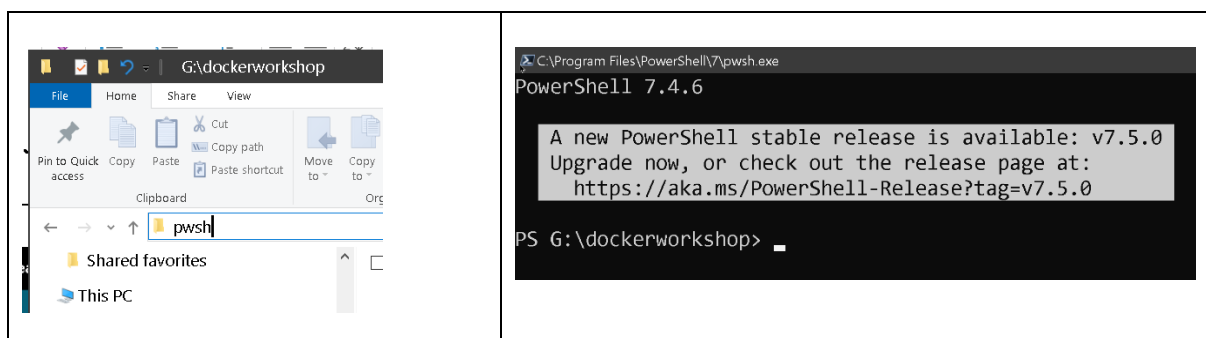 G:\dockerworkshop
File Home Share View
Pin to Quick access
Copy
Paste
Cut
Copy path
Paste shortcut
Move to
Copy to
Clipboard
Org
pwsh
Shared favorites
This PC
C:\Program Files\PowerShell\7\pwsh.exe
PowerShell 7.4.6
A new PowerShell stable release is available: v7.5.0
Upgrade now, or check out the release page at:
https://aka.ms/PowerShell-Release?tag=v7.5.0
PS G:\dockerworkshop>